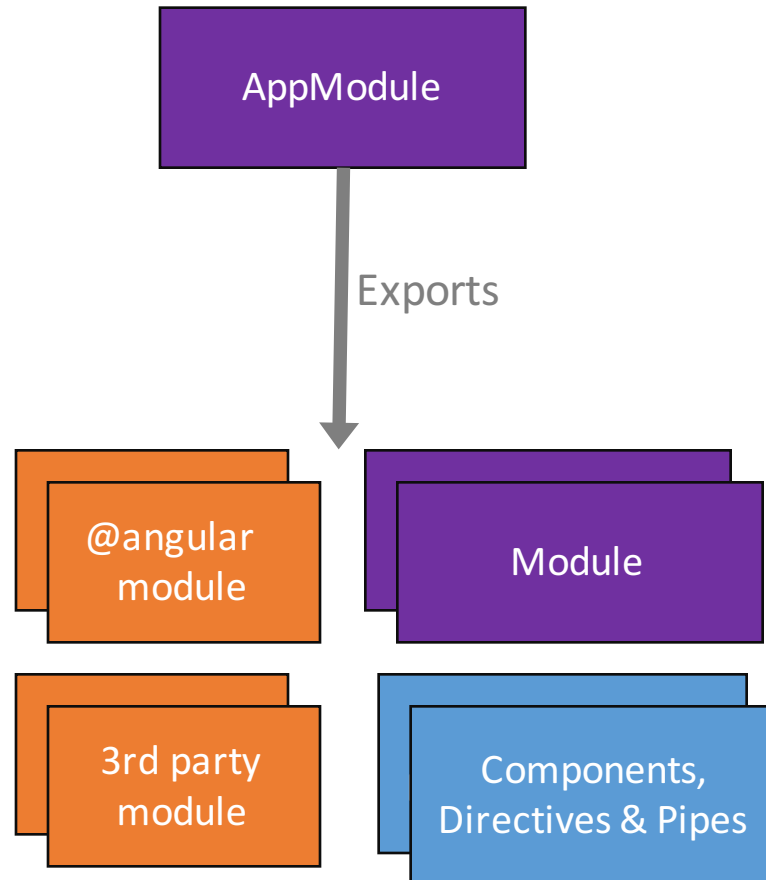 AppModule
Exports
@angular
module
Module
3rd party
module
Components,
Directives & Pipes